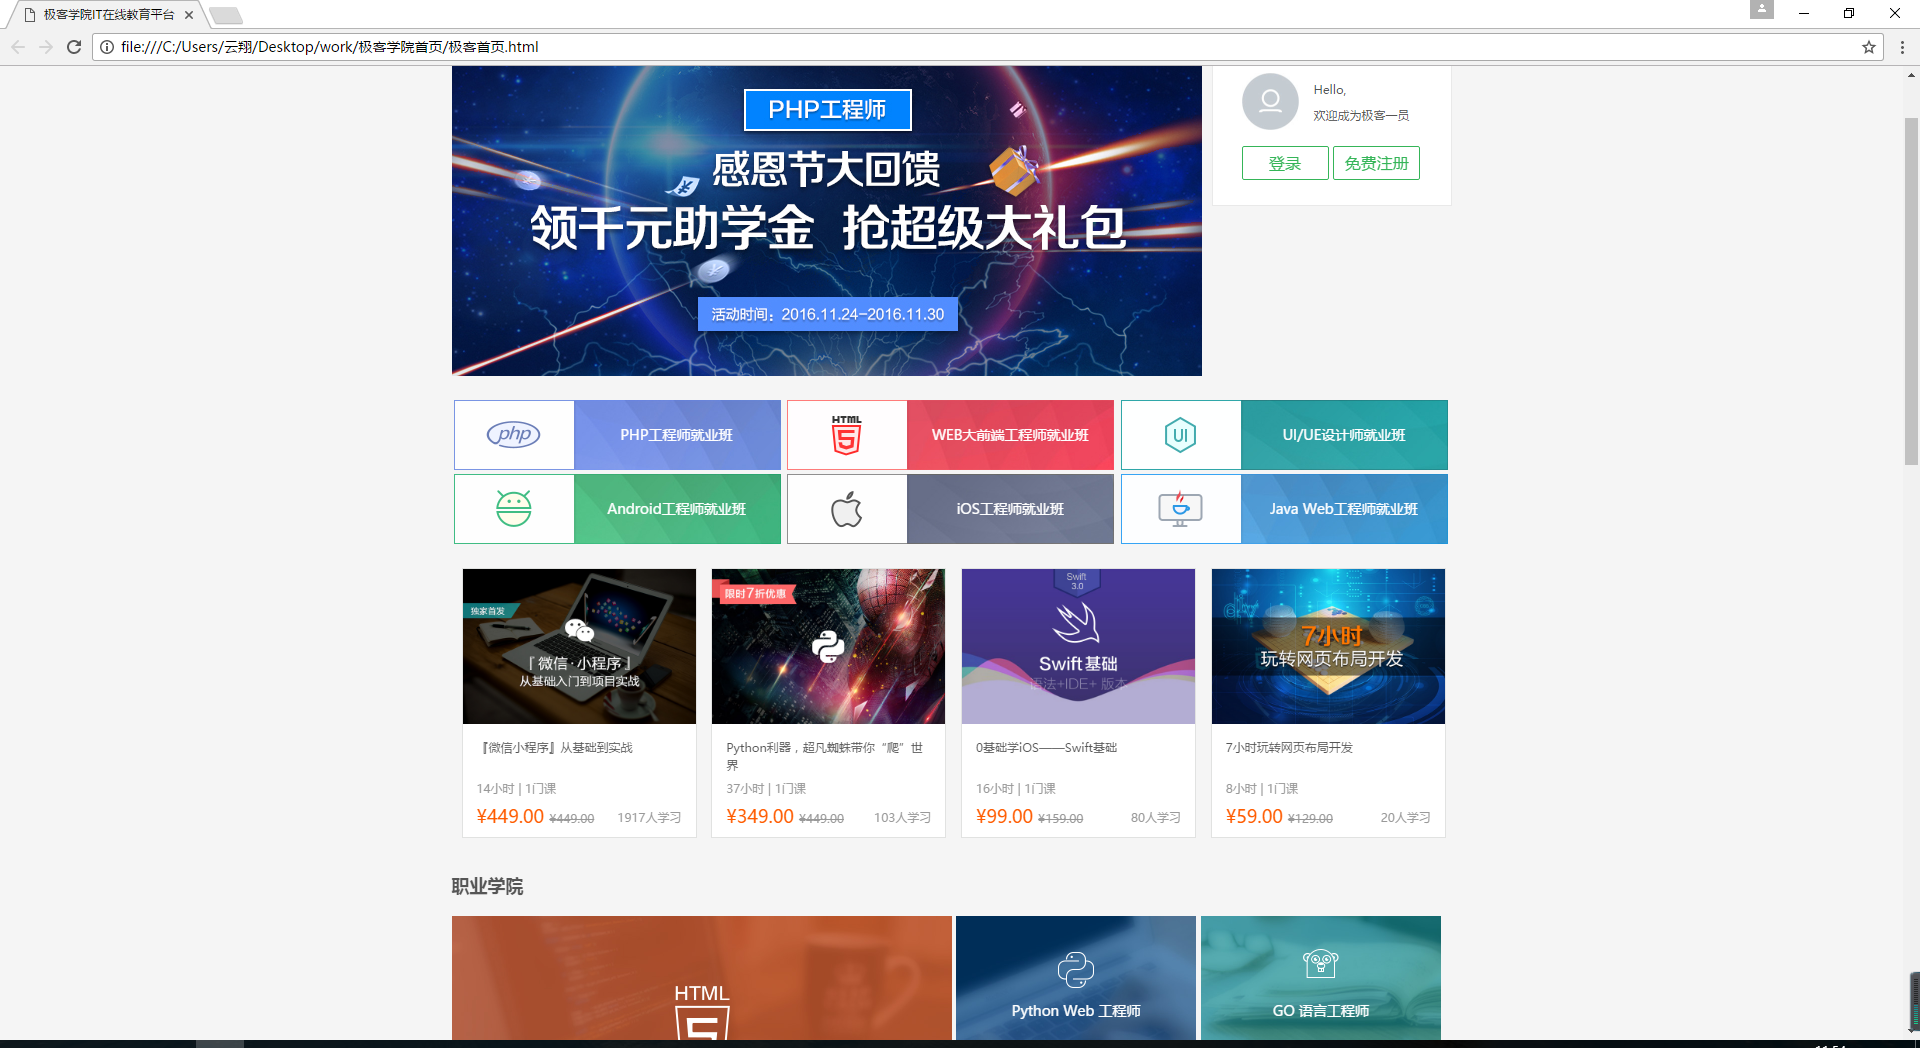 极客学院IT在线教育平台
file:///C:/Users/云翔/Desktop/work/极客学院首页/极客首页.html
PHP工程师
感恩节大回馈
领千元助学金 抢超级大礼包
活动时间：2016.11.24-2016.11.30
Hello,
欢迎成为极客一员
登录 免费注册
php
PHP工程师就业班
HTML
5
WEB大前端工程师就业班
UI
UI/UE设计师就业班
Android工程师就业班
iOS工程师就业班
Java Web工程师就业班
独家首发
『 微信·小程序 』
从基础入门到项目实战
『微信小程序』从基础到实战
14小时 | 1门课
¥449.00 ¥449.00 1917人学习
限时7折优惠
Python利器，超凡蜘蛛带你“爬”世
界
37小时 | 1门课
¥349.00 ¥449.00 103人学习
Swift
3.0
Swift基础
语法+IDE+ 版本
0基础学iOS——Swift基础
16小时 | 1门课
¥99.00 ¥159.00 80人学习
7小时
玩转网页布局开发
7小时玩转网页布局开发
8小时 | 1门课
¥59.00 ¥129.00 20人学习
职业学院
HTML
5
Python Web 工程师
GO 语言工程师